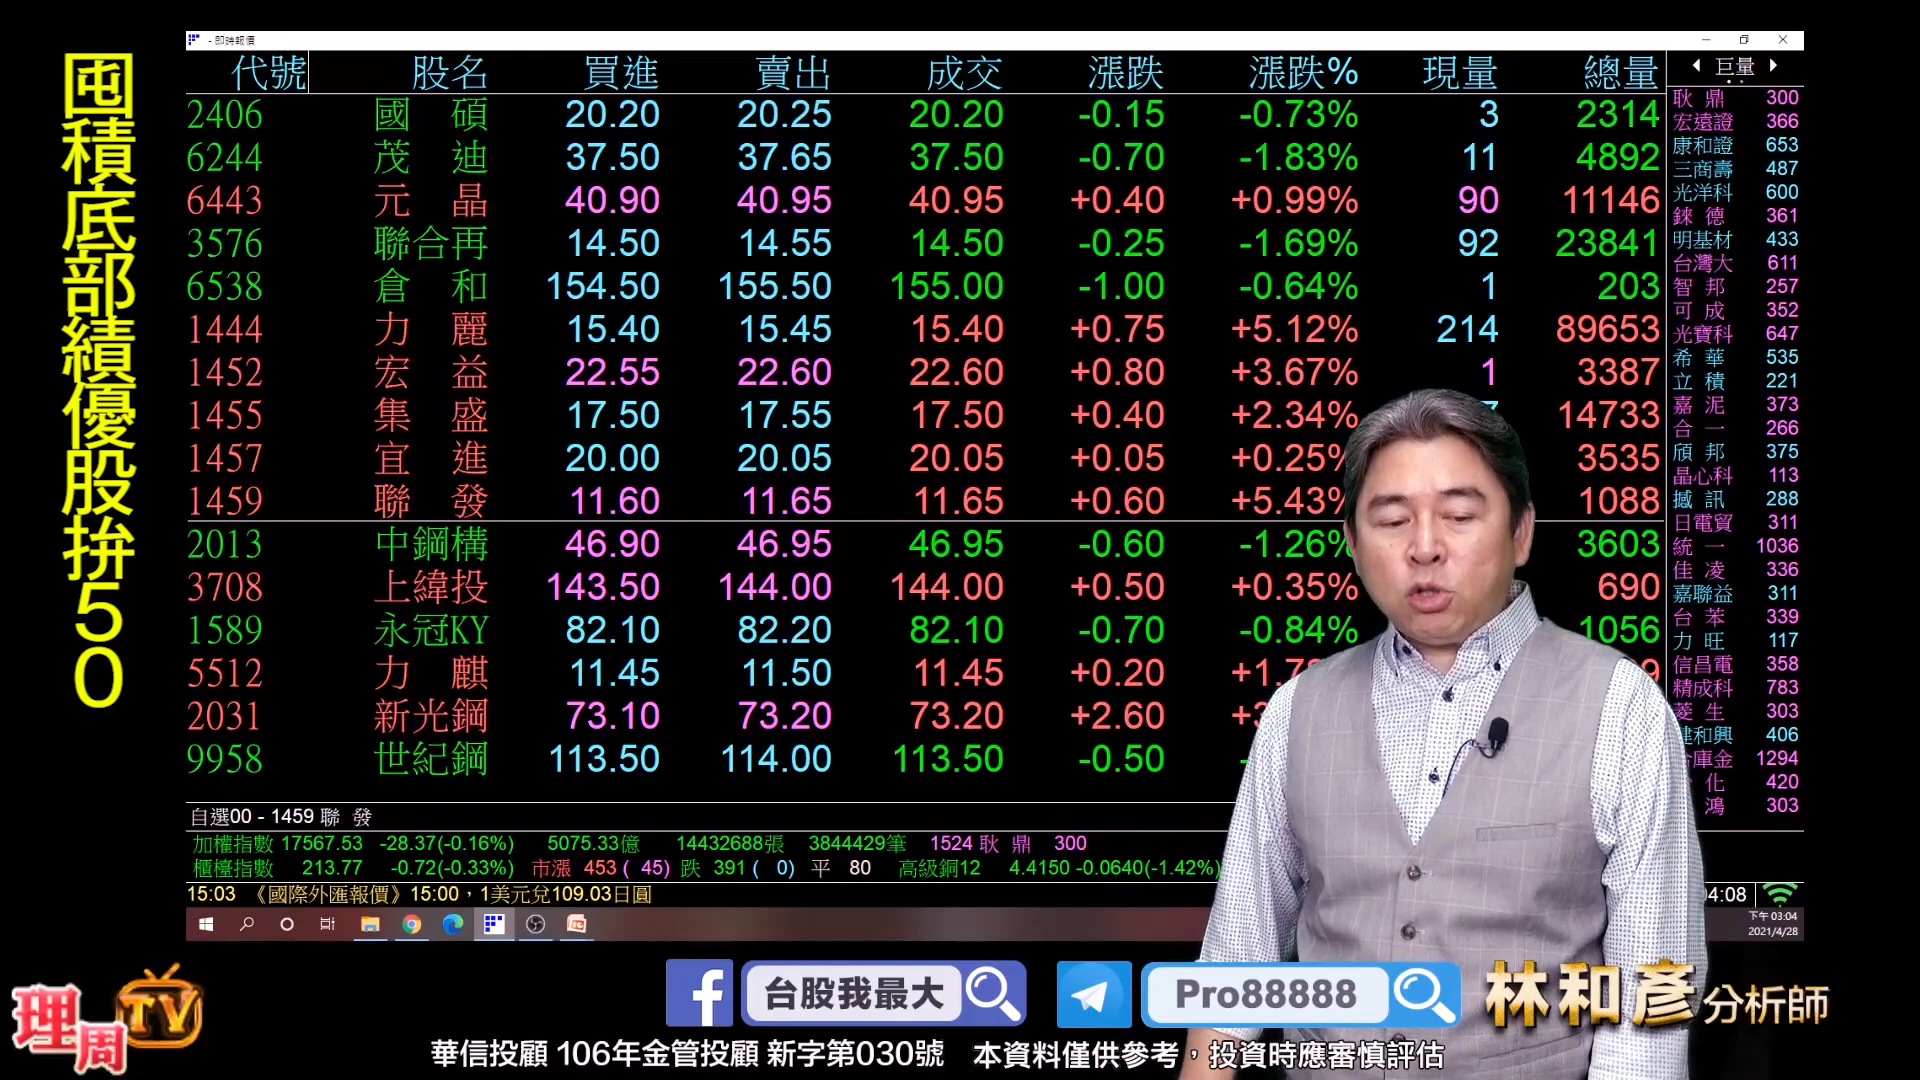 囤積底部績優股拚50
- 即時報價
代號 股名 買進 賣出 成交 漲跌 漲跌% 現量 總量
2406 國碩 20.20 20.25 20.20 -0.15 -0.73% 3 2314
6244 茂迪 37.50 37.65 37.50 -0.70 -1.83% 11 4892
6443 元晶 40.90 40.95 40.95 +0.40 +0.99% 90 11146
3576 聯合再 14.50 14.55 14.50 -0.25 -1.69% 92 23841
6538 倉和 154.50 155.50 155.00 -1.00 -0.64% 1 203
1444 力麗 15.40 15.45 15.40 +0.75 +5.12% 214 89653
1452 宏益 22.55 22.60 22.60 +0.80 +3.67% 1 3387
1455 集盛 17.50 17.55 17.50 +0.40 +2.34% 14733
1457 宜進 20.00 20.05 20.05 +0.05 +0.25% 3535
1459 聯發 11.60 11.65 11.65 +0.60 +5.43% 1088
2013 中鋼構 46.90 46.95 46.95 -0.60 -1.26% 3603
3708 上緯投 143.50 144.00 144.00 +0.50 +0.35% 690
1589 永冠KY 82.10 82.20 82.10 -0.70 -0.84% 1056
5512 力麒 11.45 11.50 11.45 +0.20
2031 新光鋼 73.10 73.20 73.20 +2.60
9958 世紀鋼 113.50 114.00 113.50 -0.50
巨量
耿鼎 300
宏遠證 366
康和證 653
三商壽 487
光洋科 600
錸德 361
明基材 433
台灣大 611
智邦 257
可成 352
光寶科 647
希華 535
立積 221
嘉泥 373
合一 266
頎邦 375
晶心科 113
撼訊 288
日電貿 311
統一 1036
佳凌 336
嘉聯益 311
台苯 339
力旺 117
信昌電 358
精成科 783
菱生 303
建和興 406
庫金 1294
化 420
鴻 303
自選00 - 1459 聯發
加權指數 17567.53 -28.37(-0.16%) 5075.33億 14432688張 3844429筆 1524 耿鼎 300
櫃檯指數 213.77 -0.72(-0.33%) 市漲 453 ( 45) 跌 391 ( 0) 平 80 高級銅12 4.4150 -0.0640(-1.42%)
15:03 《國際外匯報價》15:00，1美元兌109.03日圓
04:08
下午 03:04
2021/4/28
理周TV
台股我最大
Pro88888
林和彥分析師
華信投顧 106年金管投顧 新字第030號 本資料僅供參考，投資時應審慎評估